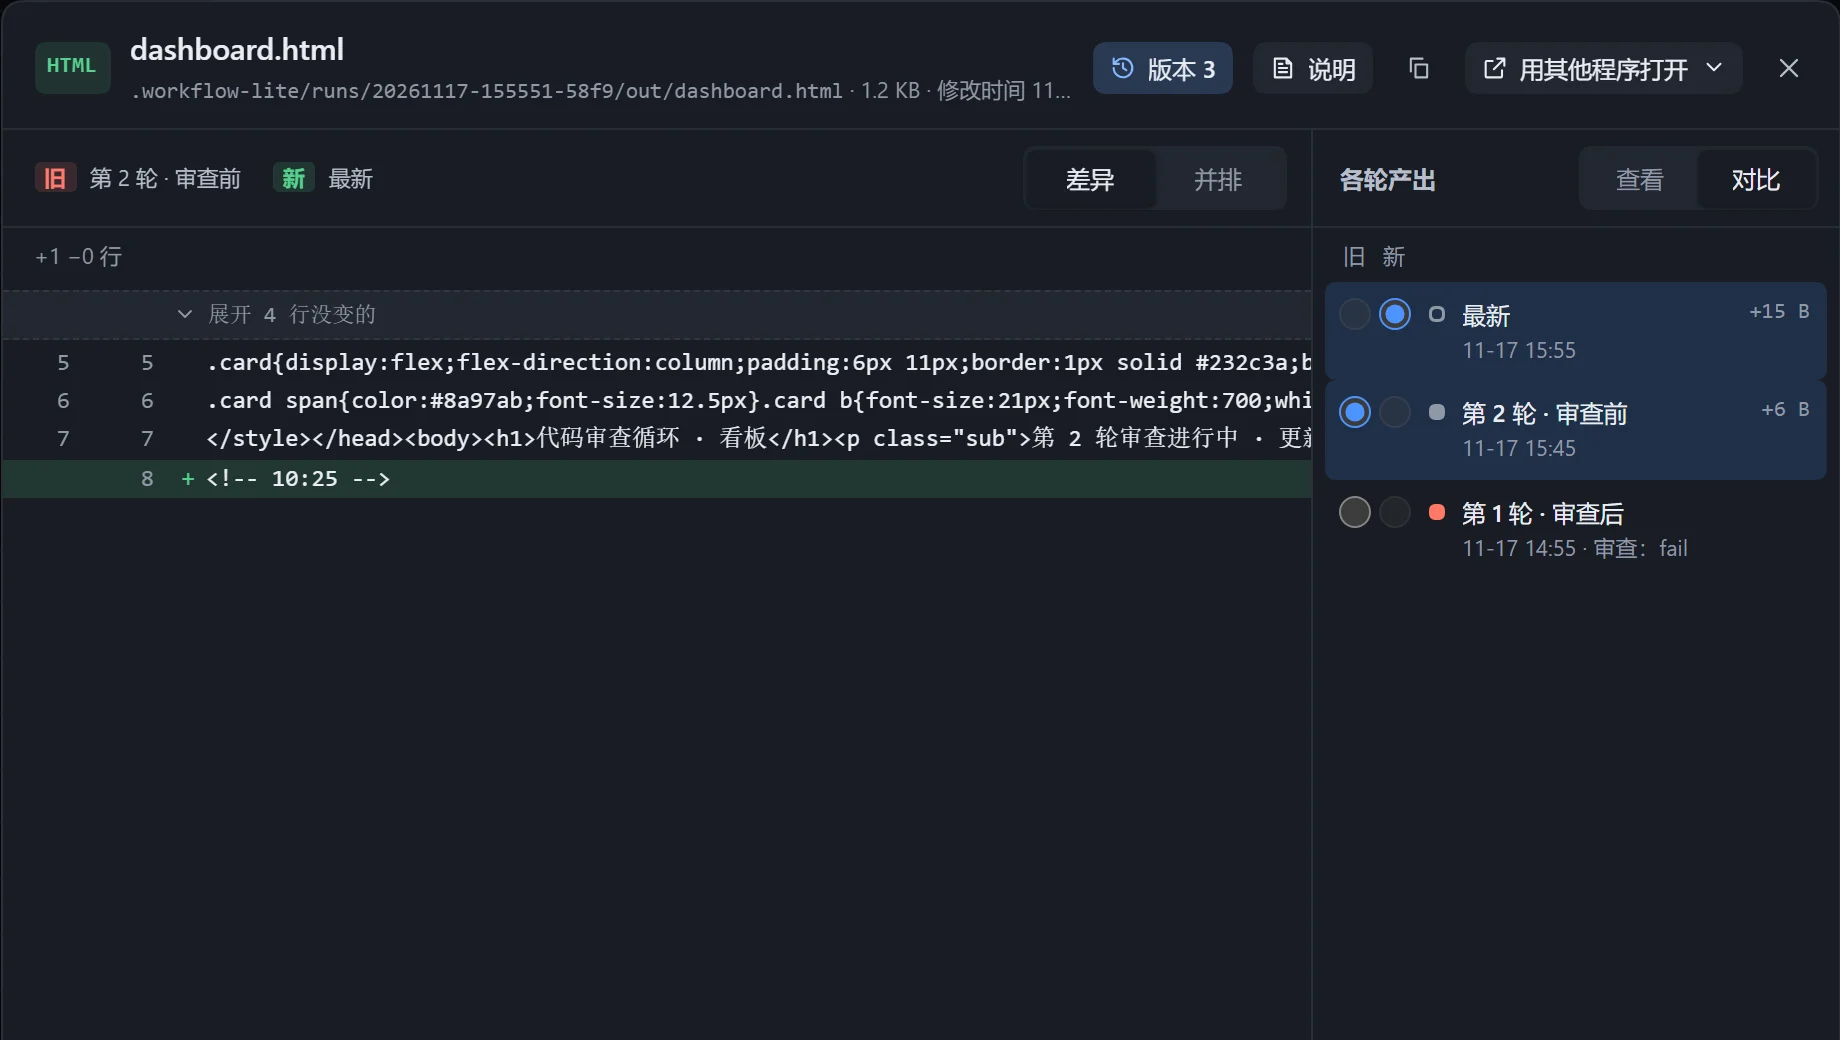 HTML
dashboard.html
.workflow-lite/runs/20261117-155551-58f9/out/dashboard.html · 1.2 KB · 修改时间 11...
版本 3
说明
用其他程序打开
旧 第 2 轮 · 审查前 新 最新
差异 并排
+1 −0 行
展开 4 行没变的
5 5 .card{display:flex;flex-direction:column;padding:6px 11px;border:1px solid #232c3a;b
6 6 .card span{color:#8a97ab;font-size:12.5px}.card b{font-size:21px;font-weight:700;whi
7 7 </style></head><body><h1>代码审查循环 · 看板</h1><p class="sub">第 2 轮审查进行中 · 更新
8 + <!-- 10:25 -->
各轮产出
查看 对比
旧 新
最新 +15 B
11-17 15:55
第 2 轮 · 审查前 +6 B
11-17 15:45
第 1 轮 · 审查后
11-17 14:55 · 审查：fail